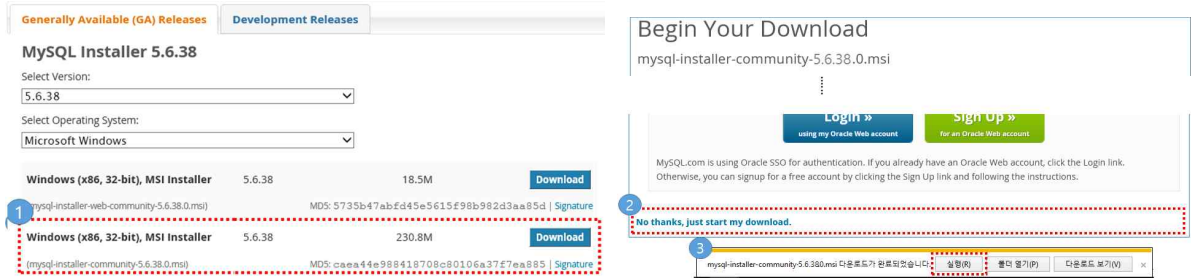 Generally Available (GA) Releases
Development Releases
MySQL Installer 5.6.38
Select Version:
5.6.38
Select Operating System:
Microsoft Windows
Windows (x86, 32-bit), MSI Installer 5.6.38 18.5M Download
(mysql-installer-web-community-5.6.38.0.msi) MD5: 5735b47abfd45e5615f98b982d3aa85d | Signature
1
Windows (x86, 32-bit), MSI Installer 5.6.38 230.8M Download
(mysql-installer-community-5.6.38.0.msi) MD5: caea44e988418708c80106a37f7ea885 | Signature
Begin Your Download
mysql-installer-community-5.6.38.0.msi
Login » Sign Up »
using my Oracle Web account for an Oracle Web account
MySQL.com is using Oracle SSO for authentication. If you already have an Oracle Web account, click the Login link.
Otherwise, you can signup for a free account by clicking the Sign Up link and following the instructions.
2
No thanks, just start my download.
3
mysql-installer-community-5.6.380.msi 다운로드가 완료되었습니다. 실행(R) 폴더 열기(P) 다운로드 보기(V) ×